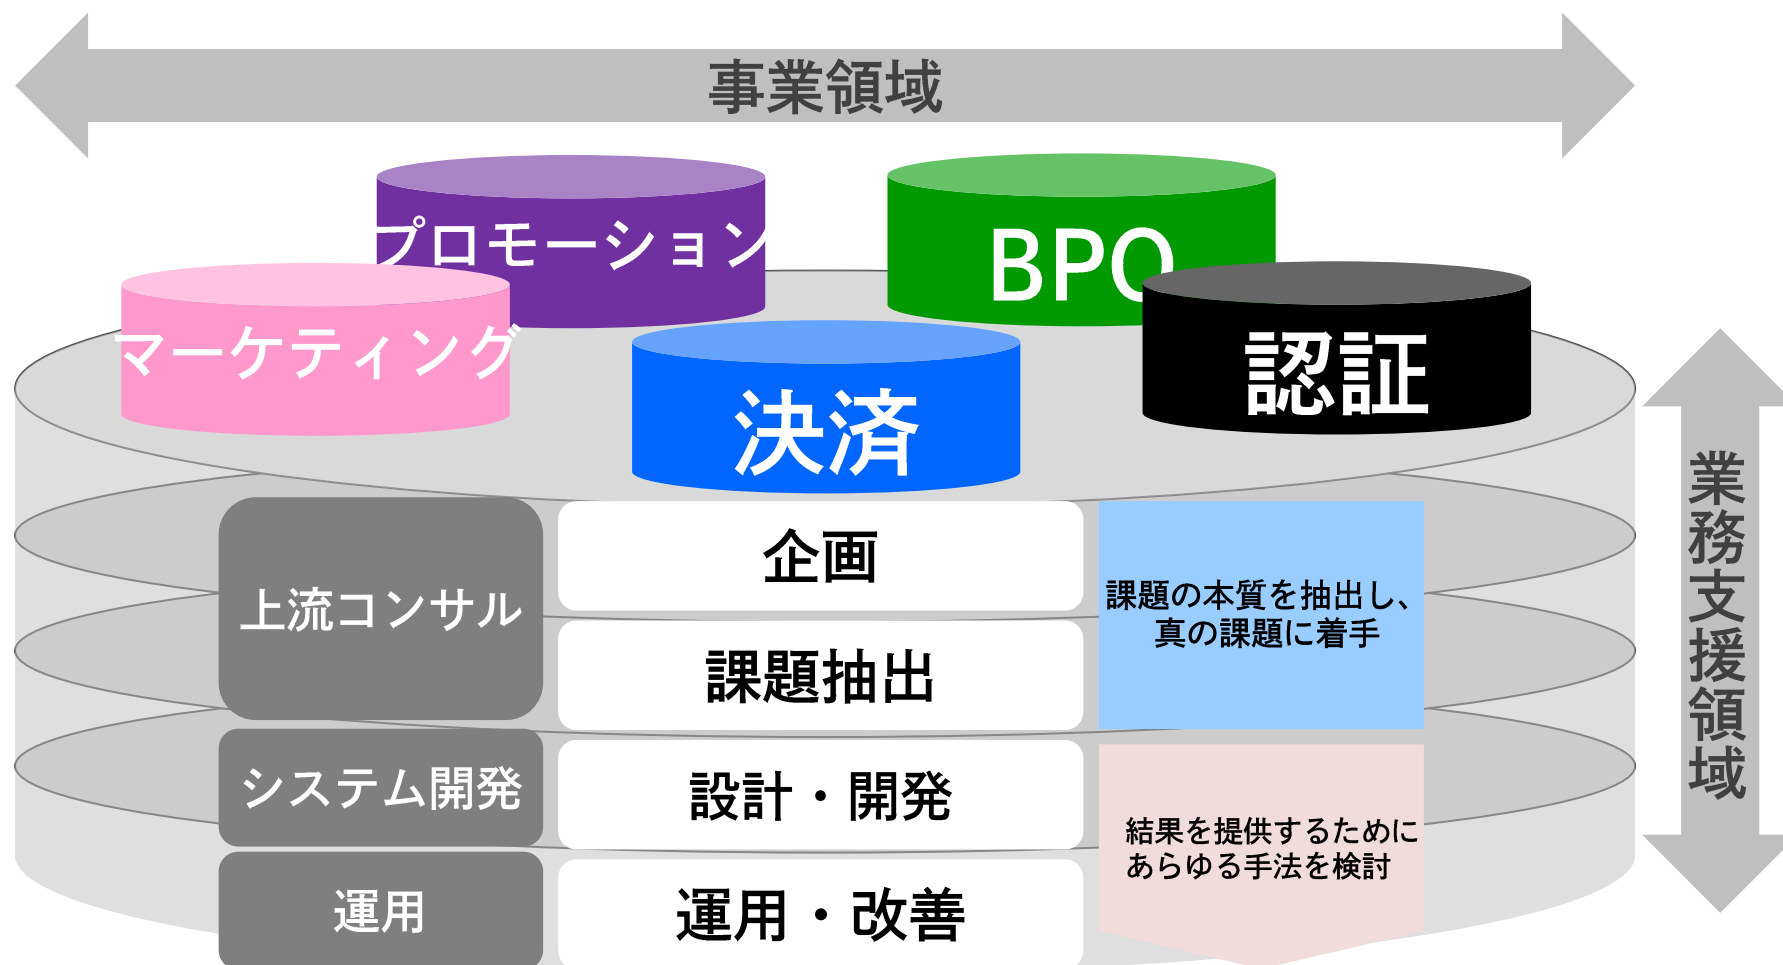 事業領域
プロモーション
BPO
マーケティング
決済
認証
上流コンサル
企画
課題抽出
課題の本質を抽出し、
真の課題に着手
システム開発
設計・開発
結果を提供するために
あらゆる手法を検討
運用
運用・改善
業務支援領域